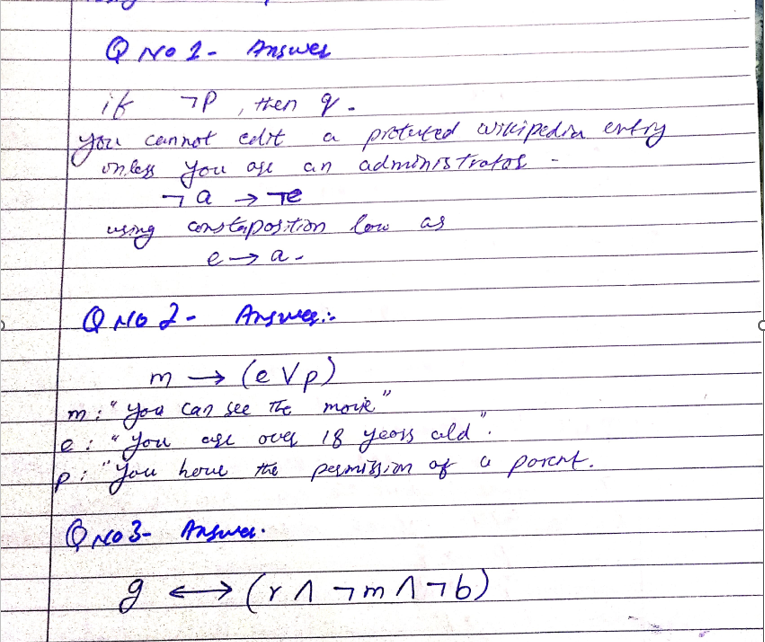 Q No 1- Answer
if ¬P, then q.
you cannot edit a protected wikipedia entry
unless you are an administrator -
¬a → ¬e
using contraposition low as
e → a.
Q No 2- Answer:-
m → (e ∨ p)
m: "you can see the movie"
e: "you are over 18 years old".
p: "you have the permission of a parent.
Q No 3- Answer.
g ↔ (r ∧ ¬m ∧ ¬b)